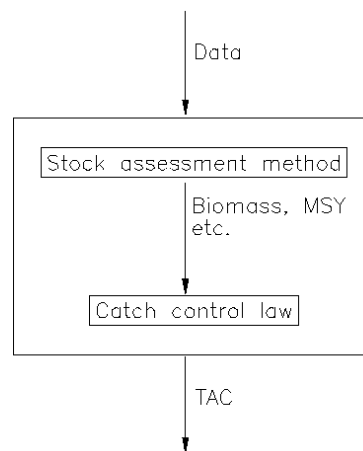 Data
Stock assessment method
Biomass, MSY
etc.
Catch control law
TAC